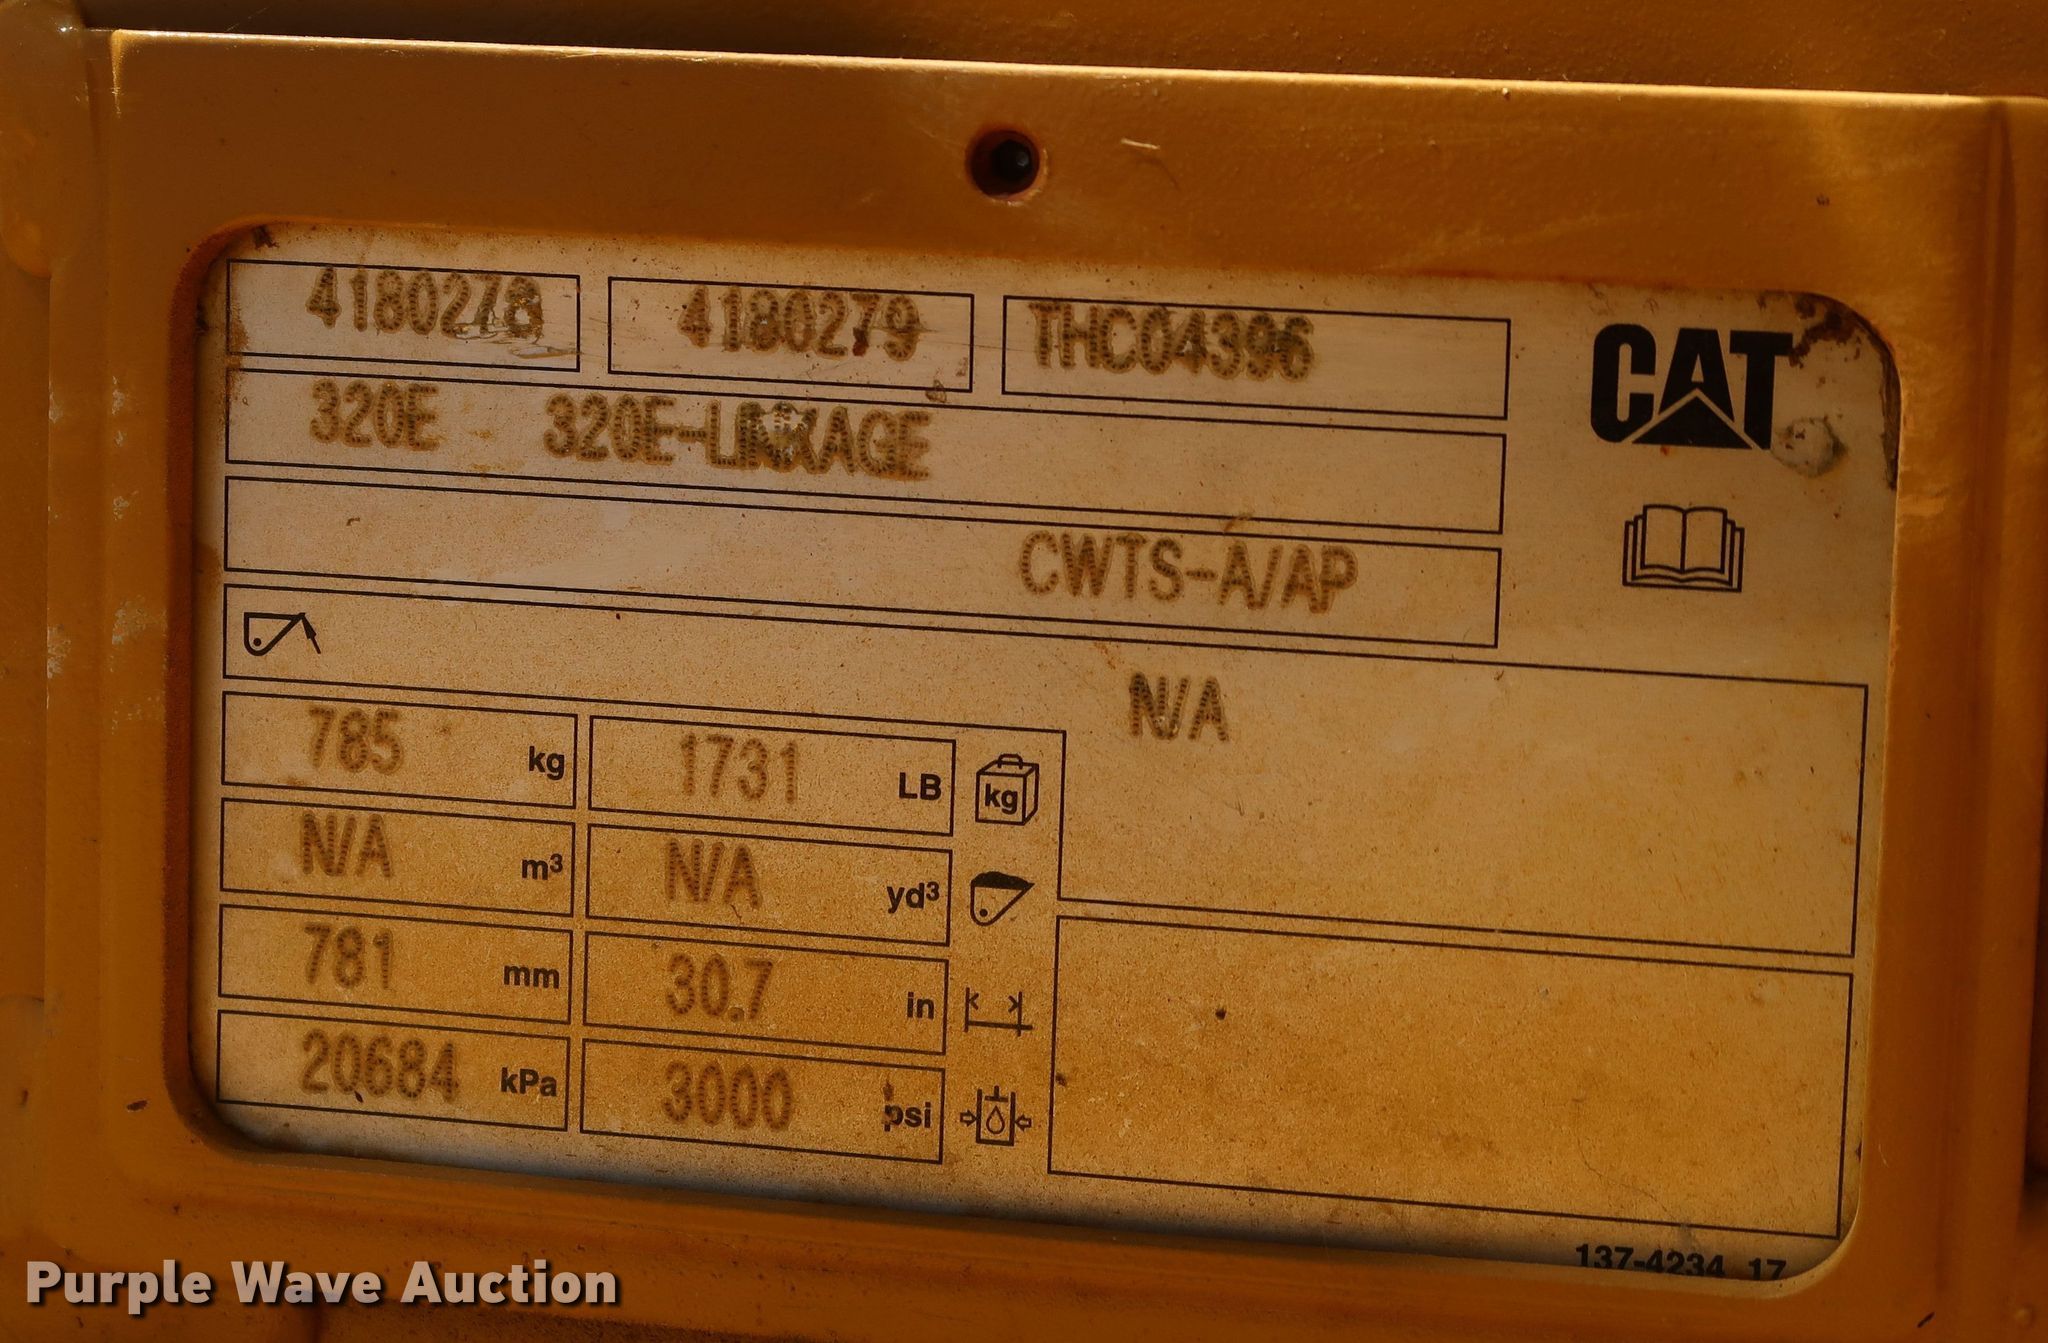 4180278 4180279 THC04396
CAT
320E 320E-LINKAGE
CWTS-A/AP
N/A
785 kg 1731 LB kg
N/A m³ N/A yd³
781 mm 30.7 in
20684 kPa 3000 psi
137-4234 17
Purple Wave Auction